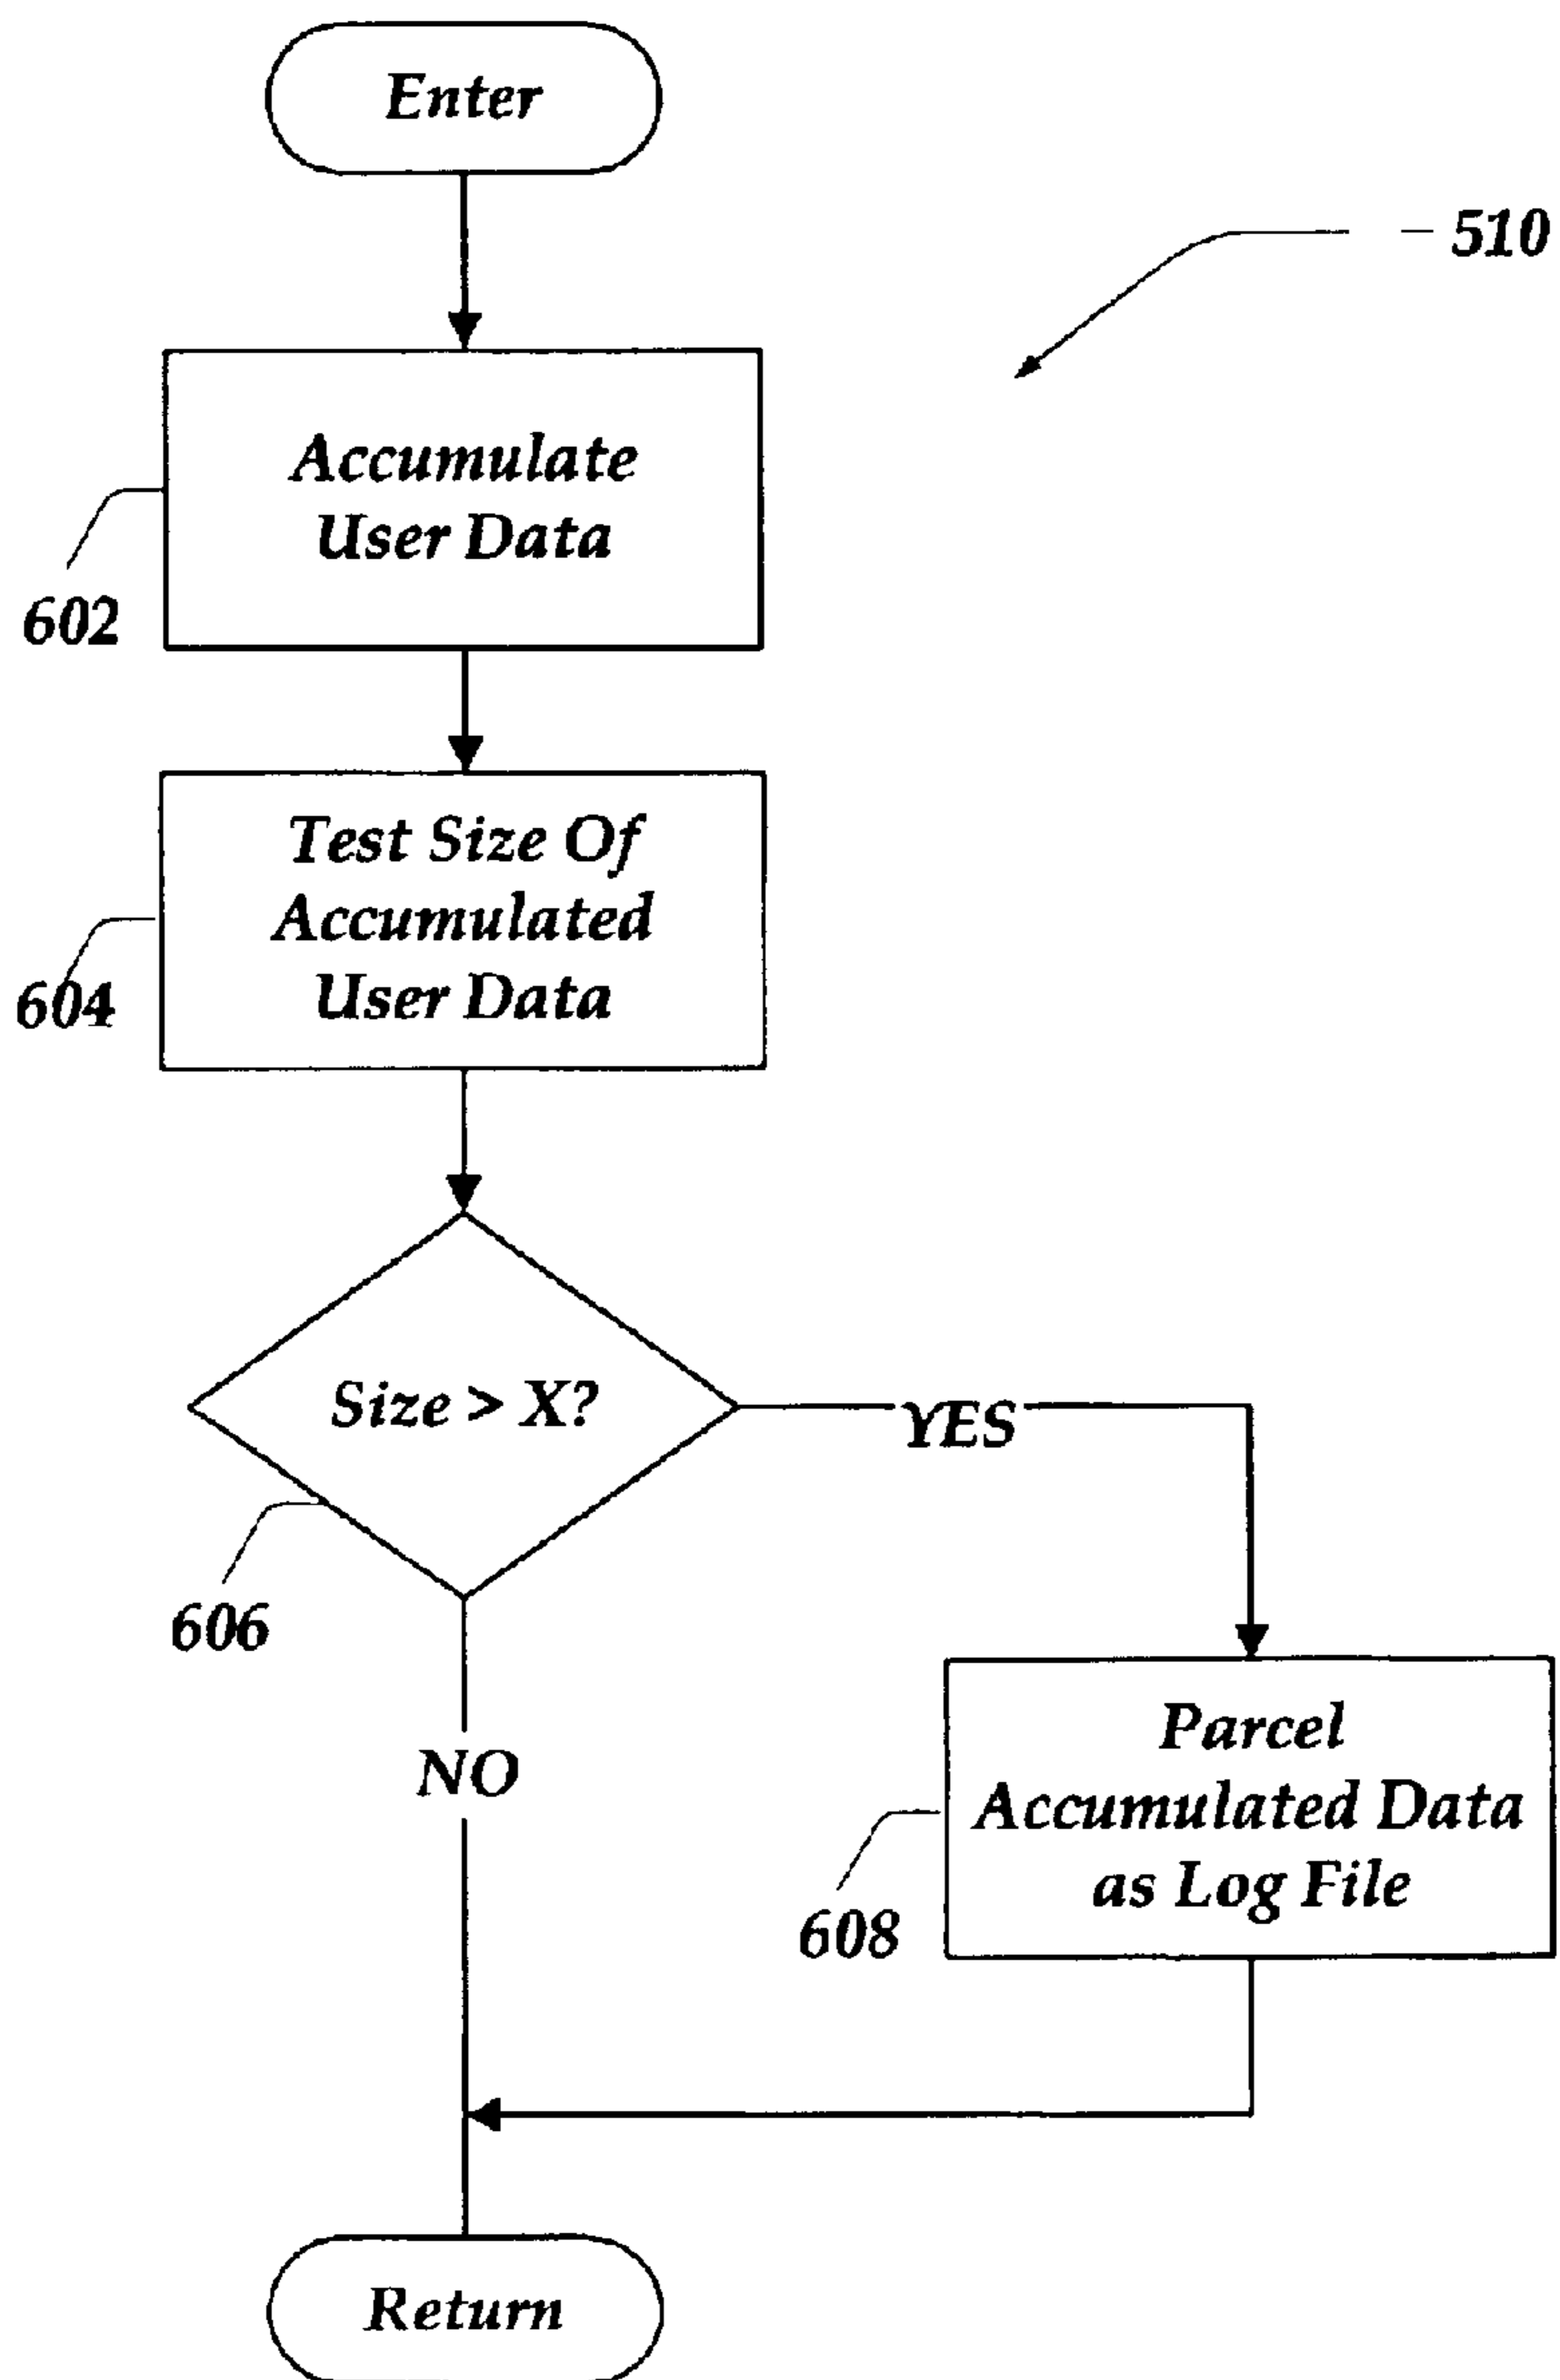 Enter
510
Accumulate
User Data
602
Test Size Of
Accumulated
User Data
604
Size > X?
YES
606
NO
Parcel
Accumulated Data
as Log File
608
Return